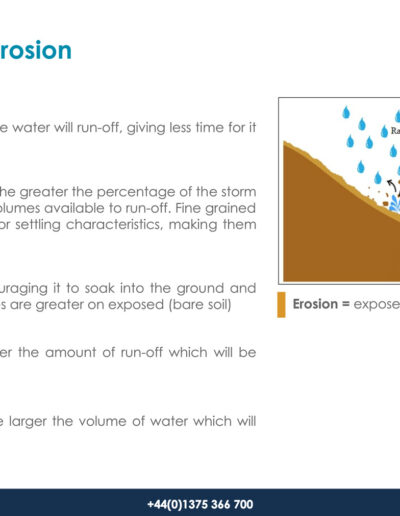 rosion
e water will run-off, giving less time for it
he greater the percentage of the storm
olumes available to run-off. Fine grained
or settling characteristics, making them
uraging it to soak into the ground and
s are greater on exposed (bare soil)
er the amount of run-off which will be
e larger the volume of water which will
Ra
Erosion = expose
+44(0)1375 366 700